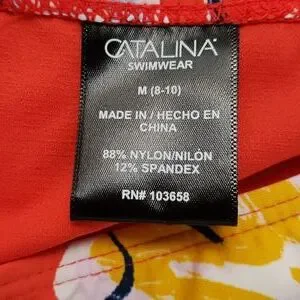 CATALINA®
SWIMWEAR
M (8-10)
MADE IN / HECHO EN
CHINA
88% NYLON/NILÓN
12% SPANDEX
RN# 103658